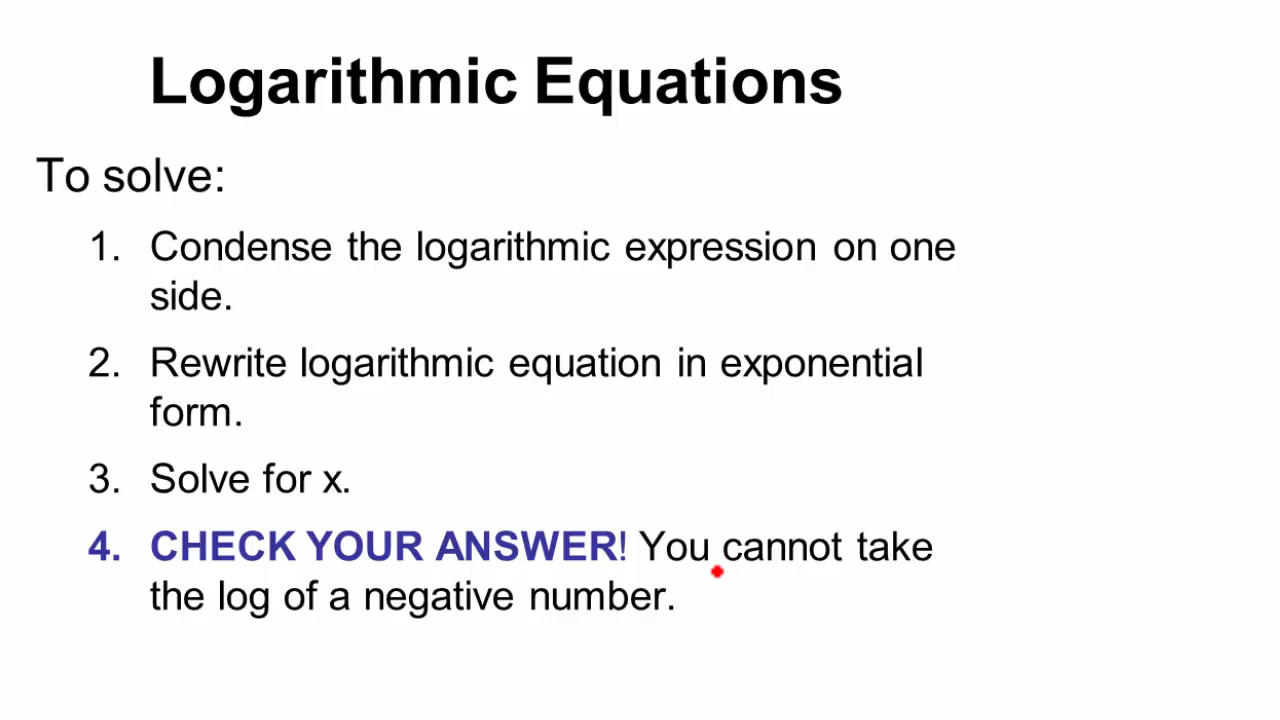 Logarithmic Equations
To solve:
1. Condense the logarithmic expression on one
side.
2. Rewrite logarithmic equation in exponential
form.
3. Solve for x.
4. CHECK YOUR ANSWER! You cannot take
the log of a negative number.